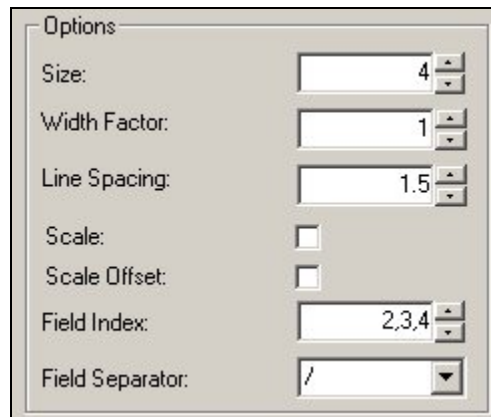 Options
Size: 4
Width Factor: 1
Line Spacing: 1.5
Scale:
Scale Offset:
Field Index: 2,3,4
Field Separator: /